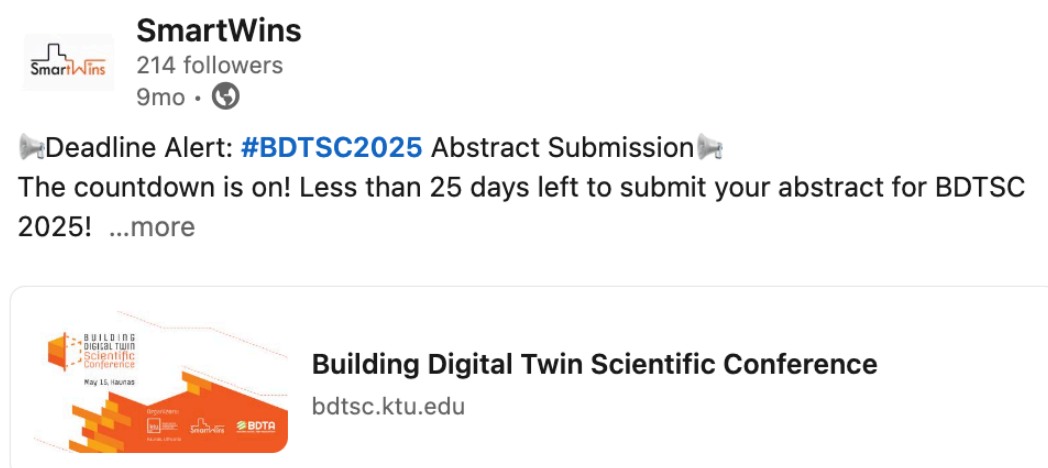 SmartWins
SmartWins
214 followers
9mo •
Deadline Alert: #BDTSC2025 Abstract Submission
The countdown is on! Less than 25 days left to submit your abstract for BDTSC
2025! ...more
BUILDING
DIGITAL TWIN
Scientific
Conference
May 15, Kaunas
Organizers:
ktu
SmartWins
BDTA
Building Digital Twin Scientific Conference
bdtsc.ktu.edu